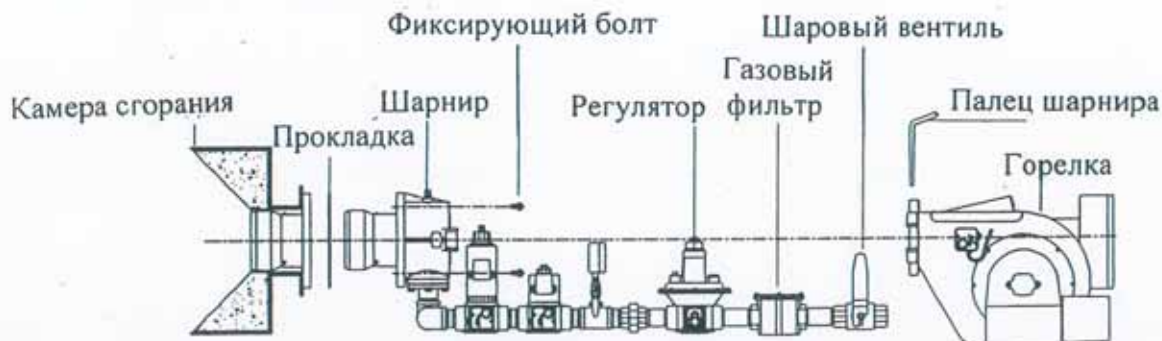 Фиксирующий болт
Шаровый вентиль
Камера сгорания
Шарнир
Регулятор
Газовый
фильтр
Палец шарнира
Прокладка
Горелка